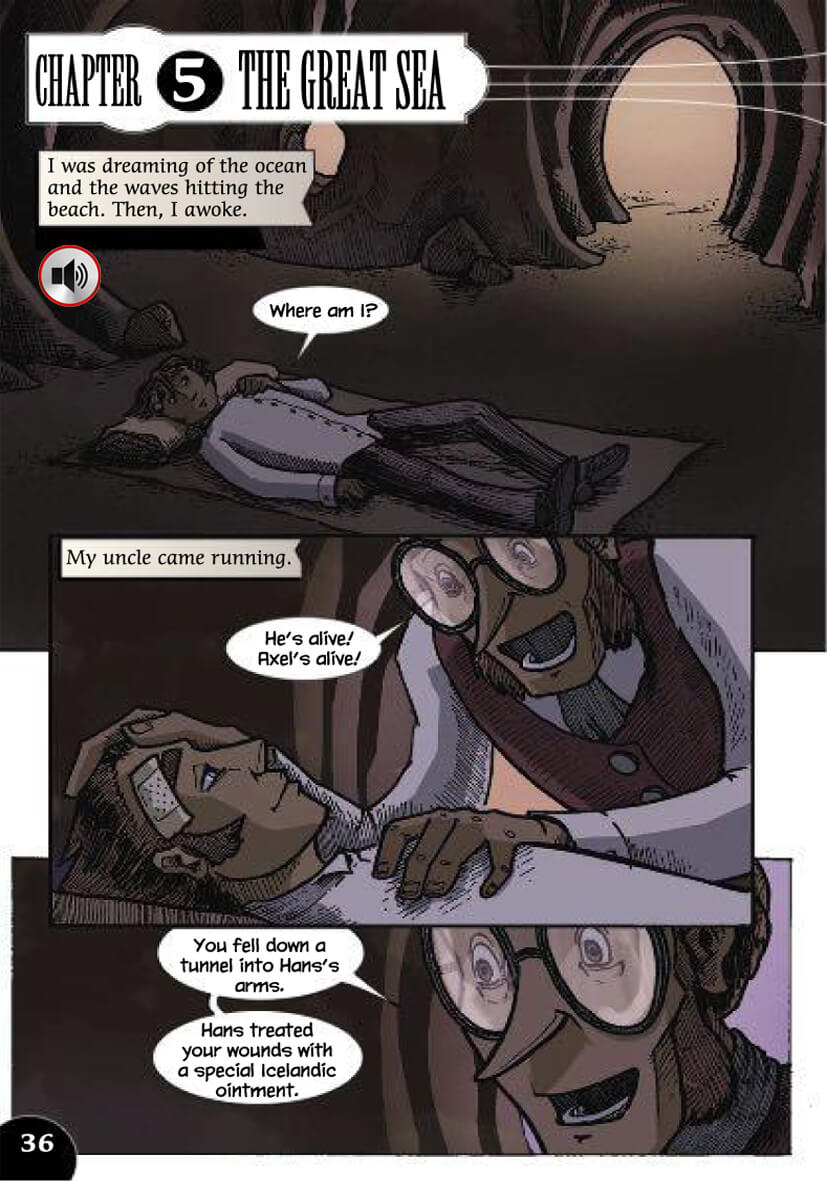 CHAPTER 5 THE GREAT SEA
I was dreaming of the ocean
and the waves hitting the
beach. Then, I awoke.
Where am I?
My uncle came running.
He's alive!
Axel's alive!
You fell down a
tunnel into Hans's
arms.
Hans treated
your wounds with
a special Icelandic
ointment.
36